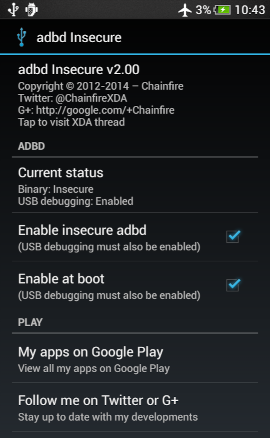 3% 10:43
adbd Insecure
adbd Insecure v2.00
Copyright © 2012-2014 – Chainfire
Twitter: @ChainfireXDA
G+: http://google.com/+Chainfire
Tap to visit XDA thread
ADBD
Current status
Binary: Insecure
USB debugging: Enabled
Enable insecure adbd
(USB debugging must also be enabled)
Enable at boot
(USB debugging must also be enabled)
PLAY
My apps on Google Play
View all my apps on Google Play
Follow me on Twitter or G+
Stay up to date with my developments